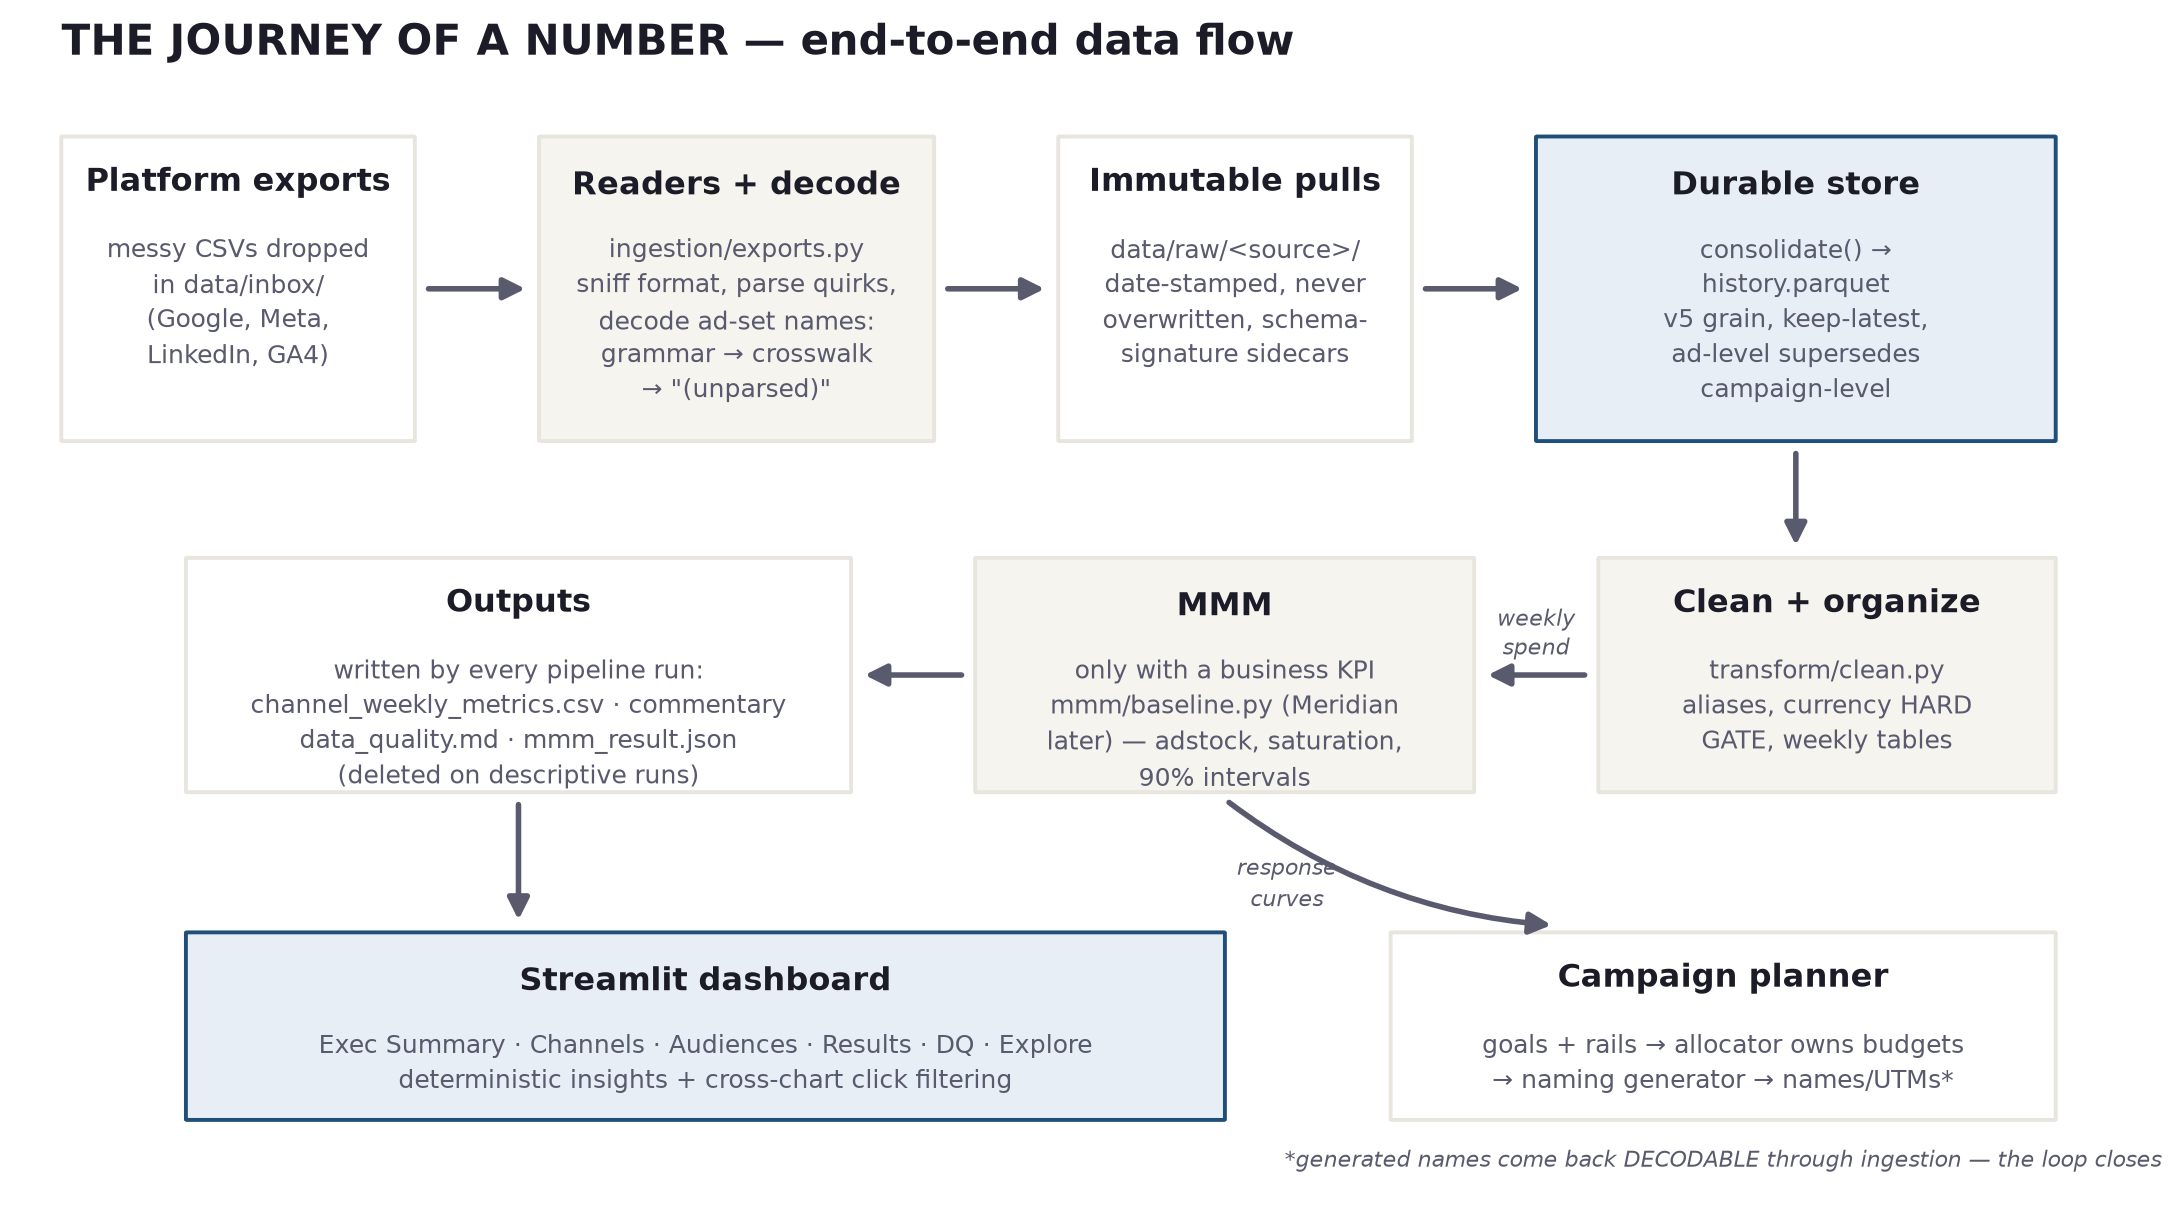 THE JOURNEY OF A NUMBER — end-to-end data flow
Platform exports
messy CSVs dropped
in data/inbox/
(Google, Meta,
LinkedIn, GA4)
Readers + decode
ingestion/exports.py
sniff format, parse quirks,
decode ad-set names:
grammar → crosswalk
→ "(unparsed)"
Immutable pulls
data/raw/<source>/
date-stamped, never
overwritten, schema-
signature sidecars
Durable store
consolidate() →
history.parquet
v5 grain, keep-latest,
ad-level supersedes
campaign-level
Clean + organize
transform/clean.py
aliases, currency HARD
GATE, weekly tables
weekly
spend
MMM
only with a business KPI
mmm/baseline.py (Meridian
later) — adstock, saturation,
90% intervals
Outputs
written by every pipeline run:
channel_weekly_metrics.csv · commentary
data_quality.md · mmm_result.json
(deleted on descriptive runs)
response
curves
Streamlit dashboard
Exec Summary · Channels · Audiences · Results · DQ · Explore
deterministic insights + cross-chart click filtering
Campaign planner
goals + rails → allocator owns budgets
→ naming generator → names/UTMs*
*generated names come back DECODABLE through ingestion — the loop closes